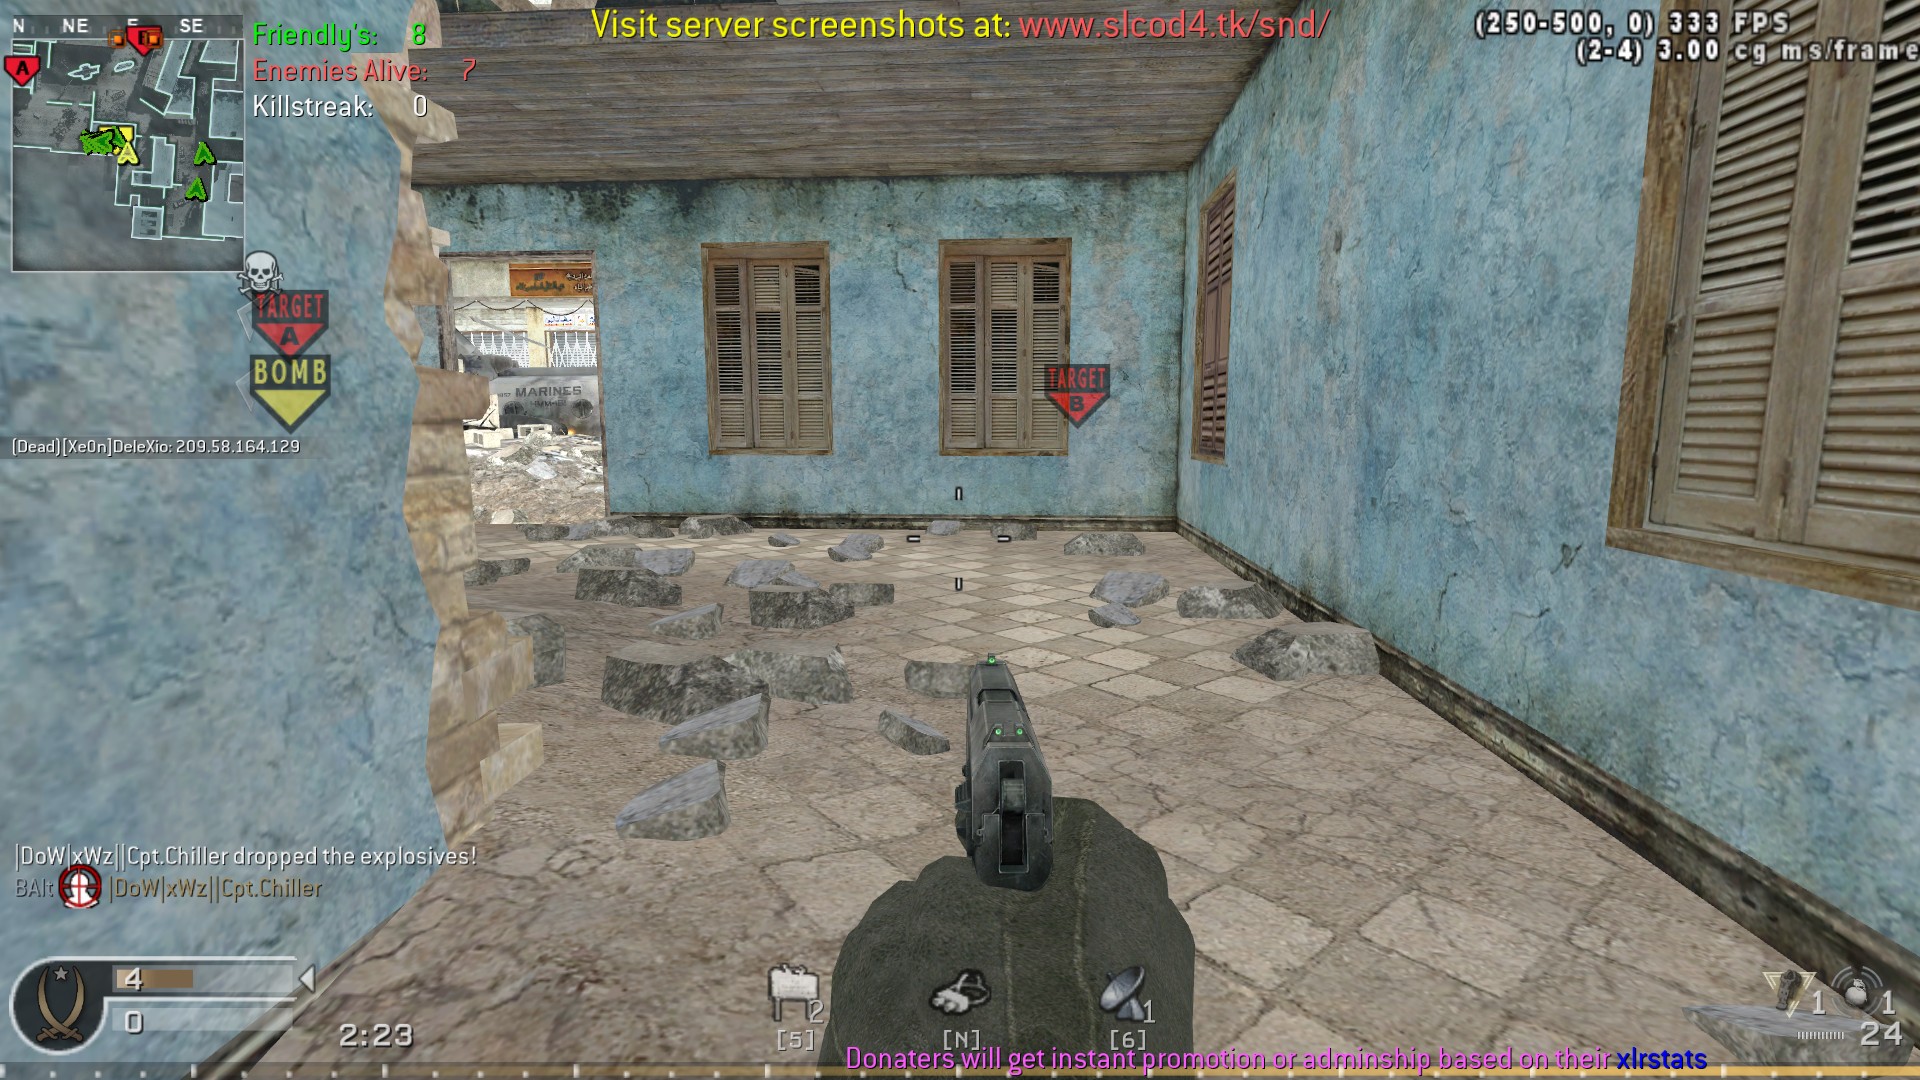 Visit server screenshots at: www.slcod4.tk/snd/
(250-500, 0) 333 FPS
(2-4) 3.00 cg ms/frame
N NE E SE
A
B
Friendly's: 8
Enemies Alive: 7
Killstreak: 0
TARGET
A
BOMB
TARGET
B
MARINES
(Dead)[Xe0n]DeleXio: 209.58.164.129
|DoW|xWz||Cpt.Chiller dropped the explosives!
BAlt |DoW|xWz||Cpt.Chiller
4
0
2:23
2
[5]
[N]
1
[6]
1
1
24
Donaters will get instant promotion or adminship based on their xlrstats